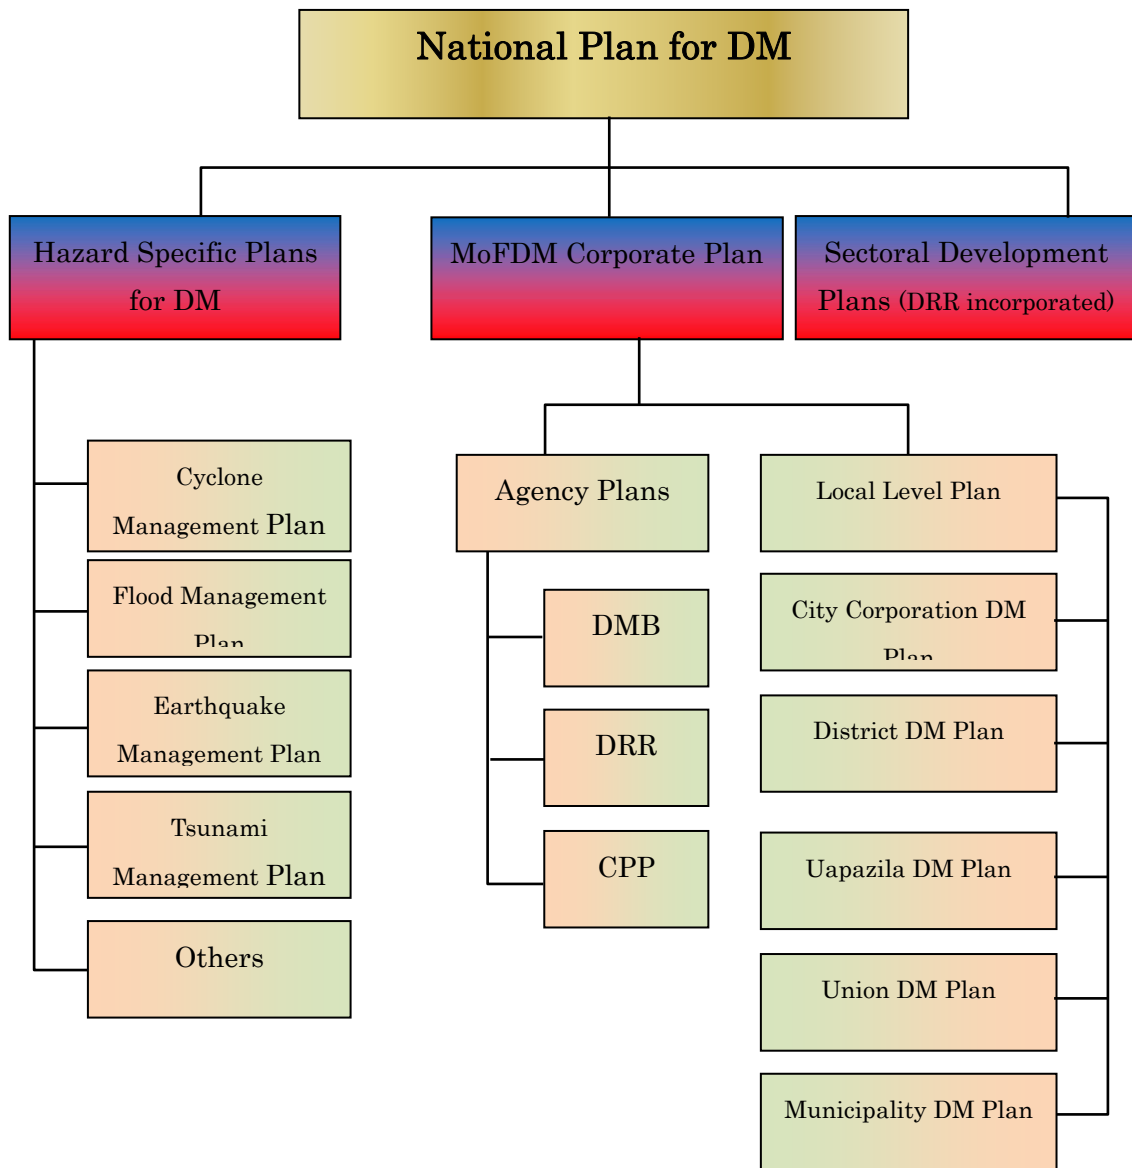 National Plan for DM
Hazard Specific Plans
for DM
MoFDM Corporate Plan
Sectoral Development
Plans (DRR incorporated)
Cyclone
Management Plan
Flood Management
Plan
Earthquake
Management Plan
Tsunami
Management Plan
Others
Agency Plans
DMB
DRR
CPP
Local Level Plan
City Corporation DM
Plan
District DM Plan
Uapazila DM Plan
Union DM Plan
Municipality DM Plan